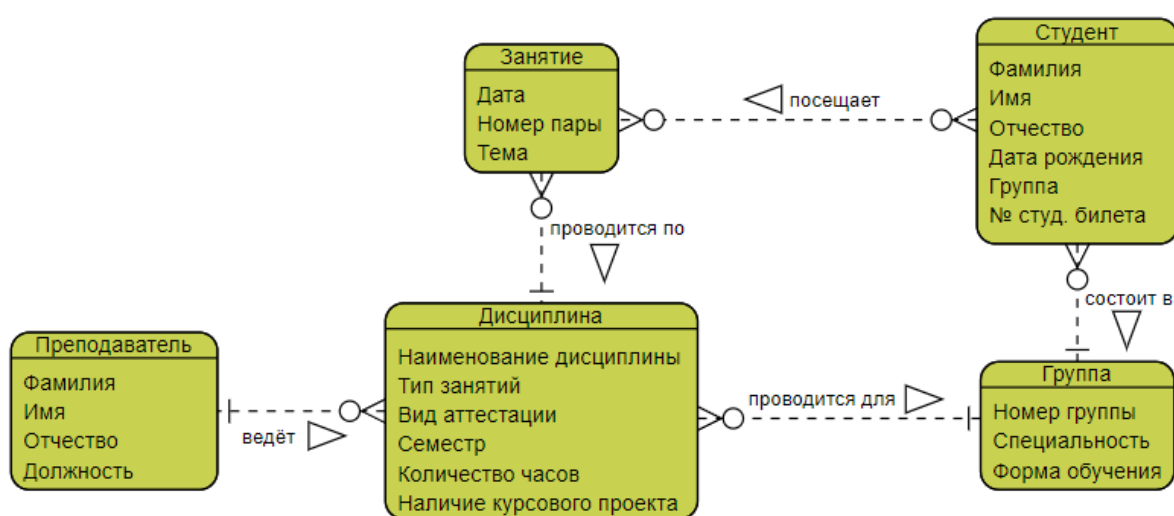 Занятие
Дата
Номер пары
Тема
посещает
Студент
Фамилия
Имя
Отчество
Дата рождения
Группа
№ студ. билета
проводится по
состоит в
Преподаватель
Фамилия
Имя
Отчество
Должность
ведёт
Дисциплина
Наименование дисциплины
Тип занятий
Вид аттестации
Семестр
Количество часов
Наличие курсового проекта
проводится для
Группа
Номер группы
Специальность
Форма обучения